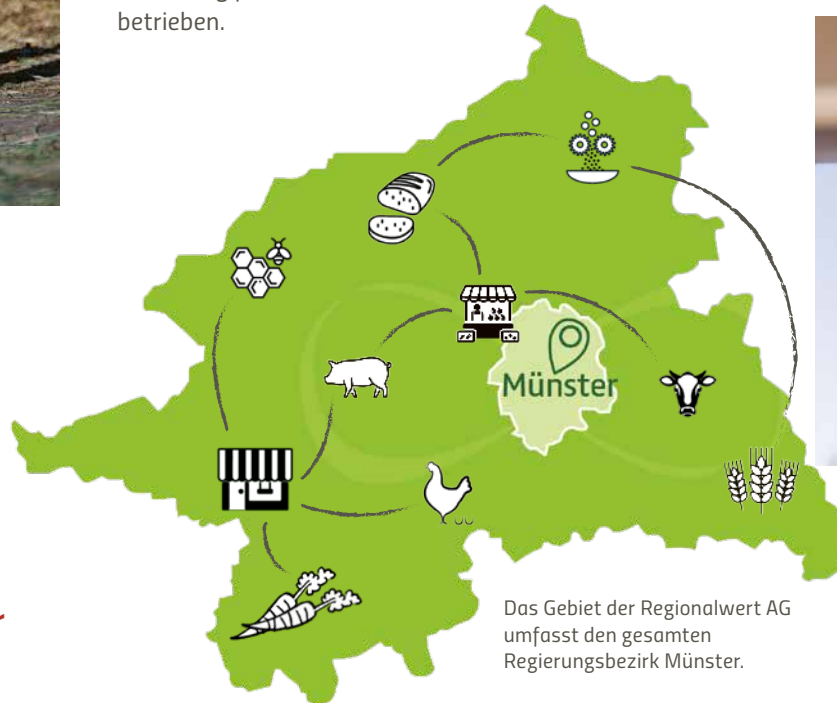 betrieben.
Münster
Das Gebiet der Regionalwert AG
umfasst den gesamten
Regierungsbezirk Münster.